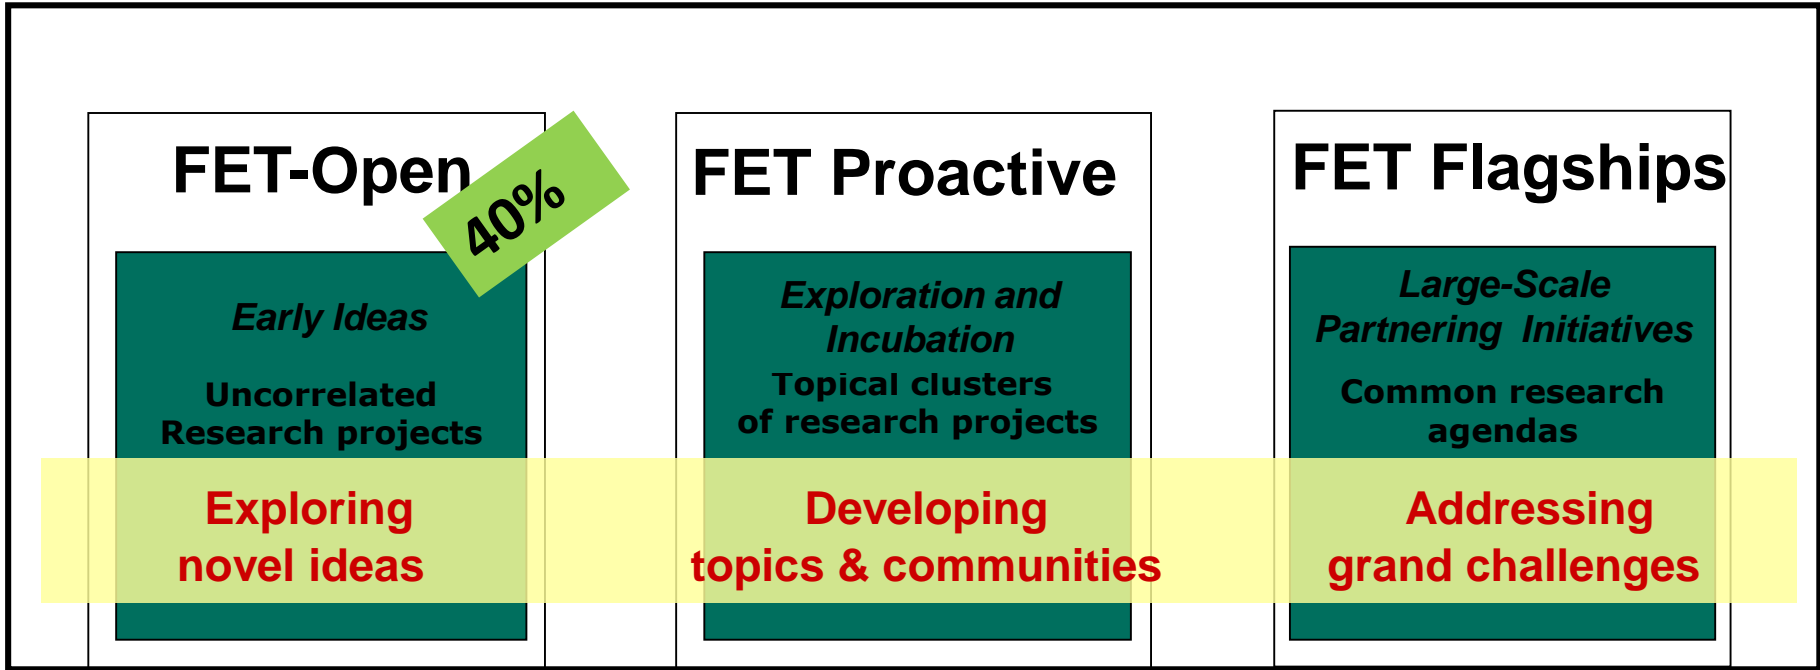 FET-Open
40%
Early Ideas
Uncorrelated
Research projects
Exploring
novel ideas
FET Proactive
Exploration and
Incubation
Topical clusters
of research projects
Developing
topics & communities
FET Flagships
Large-Scale
Partnering Initiatives
Common research
agendas
Addressing
grand challenges